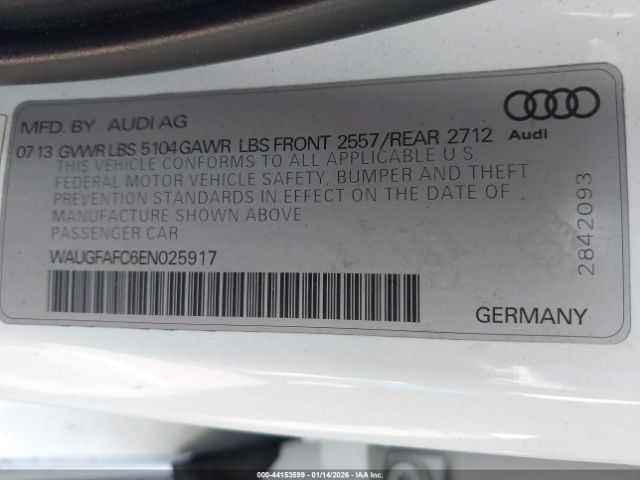 MFD.BY AUDI AG
07 13 GVWR LBS 5104 GAWR LBS FRONT 2557/REAR 2712
THIS VEHICLE CONFORMS TO ALL APPLICABLE U.S
FEDERAL MOTOR VEHICLE SAFETY, BUMPER AND THEFT
PREVENTION STANDARDS IN EFFECT ON THE DATE OF
MANUFACTURE SHOWN ABOVE
PASSENGER CAR
WAUGFAFC6EN025917
Audi
2842093
GERMANY
000-44153599 | 01/14/2026 - COPART